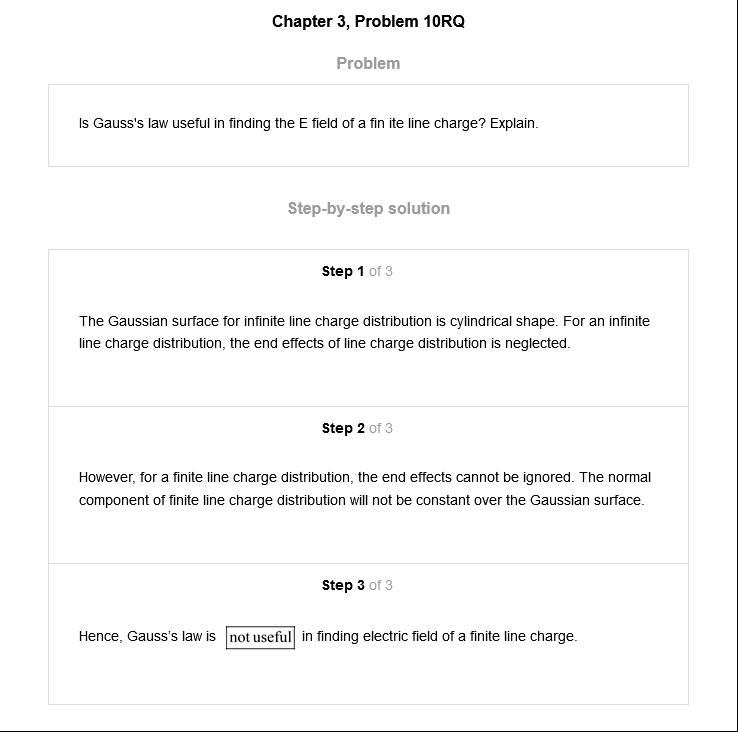 Chapter 3, Problem 10RQ
Problem
Is Gauss's law useful in finding the E field of a fin ite line charge? Explain.
Step-by-step solution
Step 1 of 3
The Gaussian surface for infinite line charge distribution is cylindrical shape. For an infinite
line charge distribution, the end effects of line charge distribution is neglected.
Step 2 of 3
However, for a finite line charge distribution, the end effects cannot be ignored. The normal
component of finite line charge distribution will not be constant over the Gaussian surface.
Step 3 of 3
Hence, Gauss's law is not useful in finding electric field of a finite line charge.